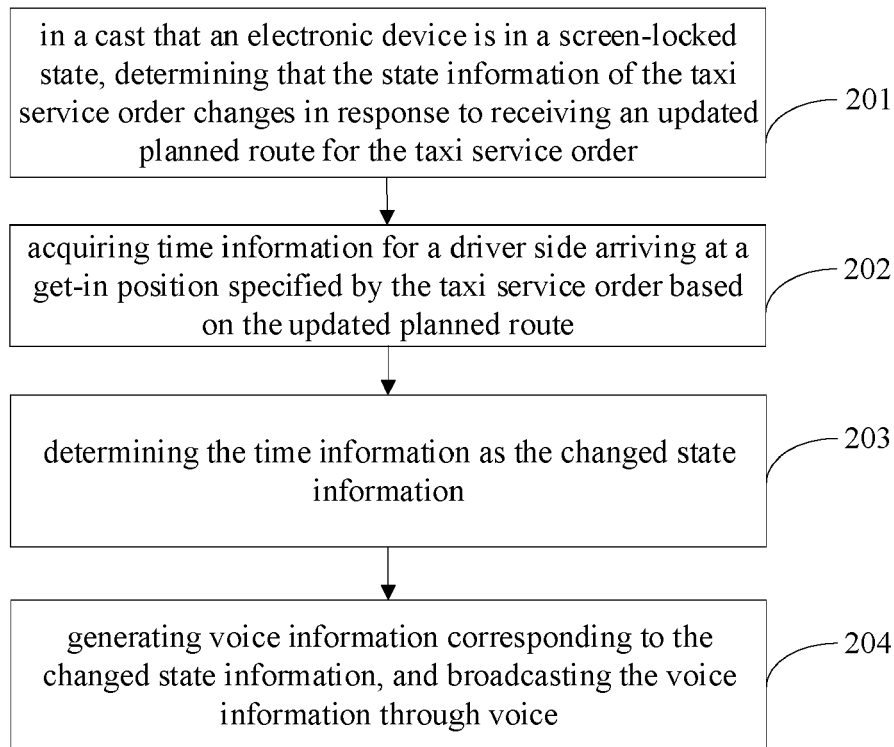 in a cast that an electronic device is in a screen-locked
state, determining that the state information of the taxi
service order changes in response to receiving an updated
planned route for the taxi service order
201
acquiring time information for a driver side arriving at a
get-in position specified by the taxi service order based
on the updated planned route
202
determining the time information as the changed state
information
203
generating voice information corresponding to the
changed state information, and broadcasting the voice
information through voice
204